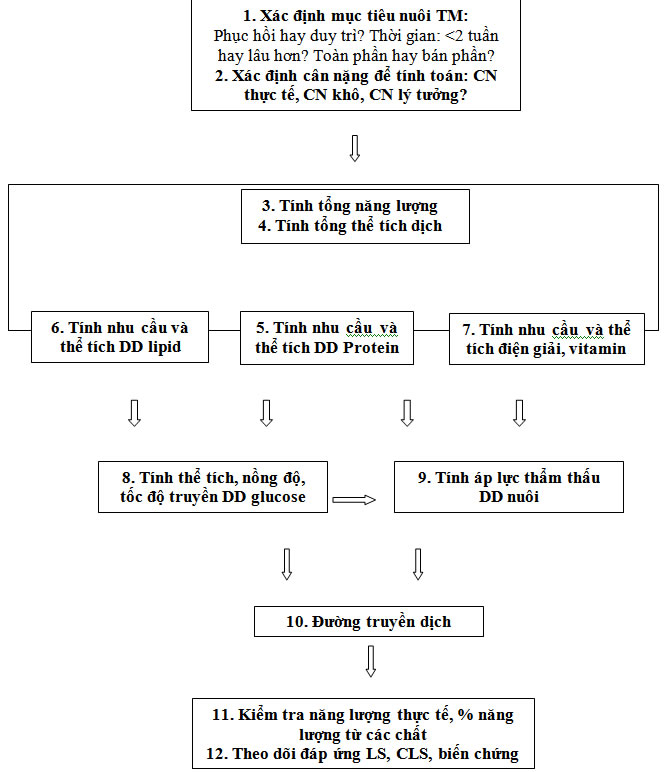 1. Xác định mục tiêu nuôi TM:
Phục hồi hay duy trì? Thời gian: <2 tuần
hay lâu hơn? Toàn phần hay bán phần?
2. Xác định cân nặng để tính toán: CN
thực tế, CN khô, CN lý tưởng?
3. Tính tổng năng lượng
4. Tính tổng thể tích dịch
6. Tính nhu cầu và
thể tích DD lipid
5. Tính nhu cầu và
thể tích DD Protein
7. Tính nhu cầu và thể
tích điện giải, vitamin
8. Tính thể tích, nồng độ,
tốc độ truyền DD glucose
9. Tính áp lực thẩm thấu
DD nuôi
10. Đường truyền dịch
11. Kiểm tra năng lượng thực tế, % năng
lượng từ các chất
12. Theo dõi đáp ứng LS, CLS, biến chứng